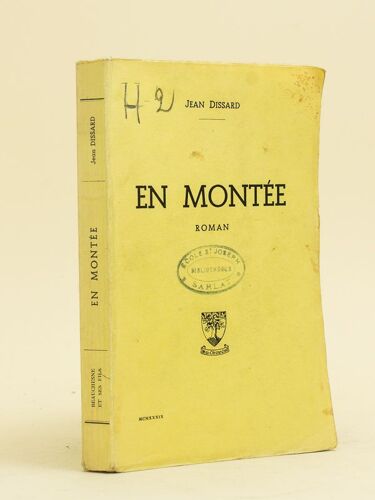 Jean DISSARD
EN MONTÉE
BEAUCHESNE
ET SES FILS
H-2
JEAN DISSARD
EN MONTÉE
ROMAN
ÉCOLE St JOSEPH
BIBLIOTHÈQUE
SARLAT
MCMXXXIX